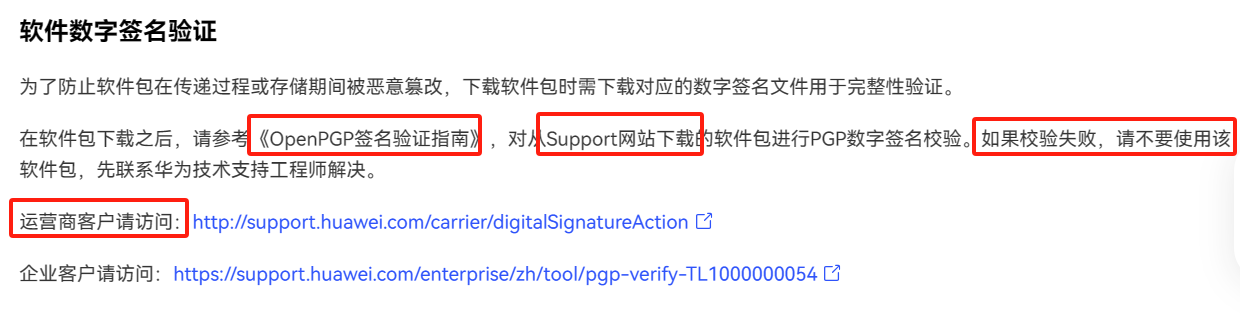 软件数字签名验证
为了防止软件包在传递过程或存储期间被恶意篡改，下载软件包时需下载对应的数字签名文件用于完整性验证。
在软件包下载之后，请参考《OpenPGP签名验证指南》，对从Support网站下载的软件包进行PGP数字签名校验。如果校验失败，请不要使用该
软件包，先联系华为技术支持工程师解决。
运营商客户请访问：http://support.huawei.com/carrier/digitalSignatureAction
企业客户请访问：https://support.huawei.com/enterprise/zh/tool/pgp-verify-TL1000000054